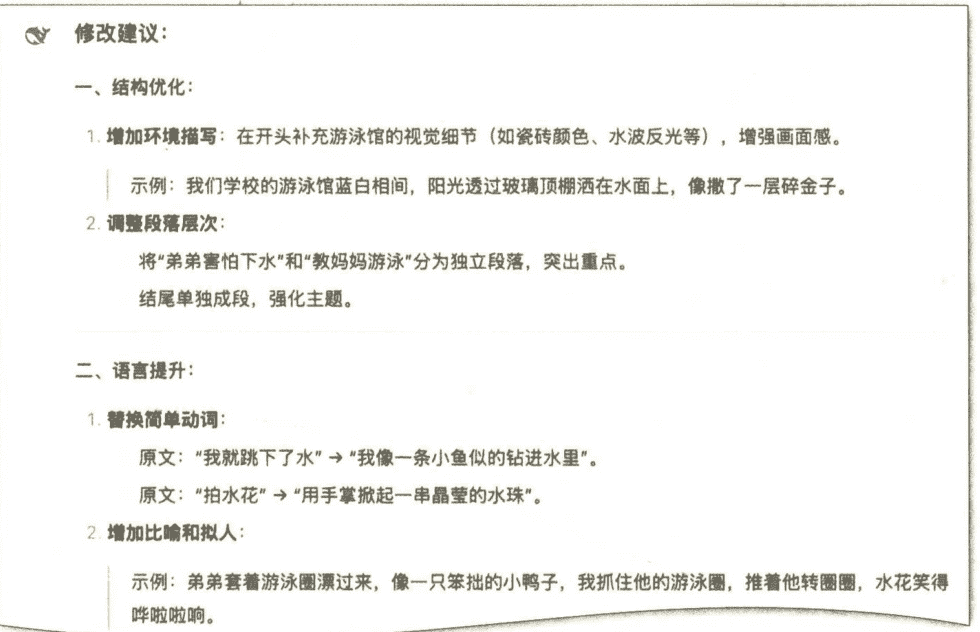 修改建议：
一、结构优化：
1. 增加环境描写：在开头补充游泳馆的视觉细节（如瓷砖颜色、水波反光等），增强画面感。
示例：我们学校的游泳馆蓝白相间，阳光透过玻璃顶棚洒在水面上，像撒了一层碎金子。
2. 调整段落层次：
将“弟弟害怕下水”和“教妈妈游泳”分为独立段落，突出重点。
结尾单独成段，强化主题。
二、语言提升：
1. 替换简单动词：
原文：“我就跳下了水” → “我像一条小鱼似的钻进水里”。
原文：“拍水花” → “用手掌掀起一串晶莹的水珠”。
2. 增加比喻和拟人：
示例：弟弟套着游泳圈漂过来，像一只笨拙的小鸭子，我抓住他的游泳圈，推着他转圈圈，水花笑得
哗啦啦响。